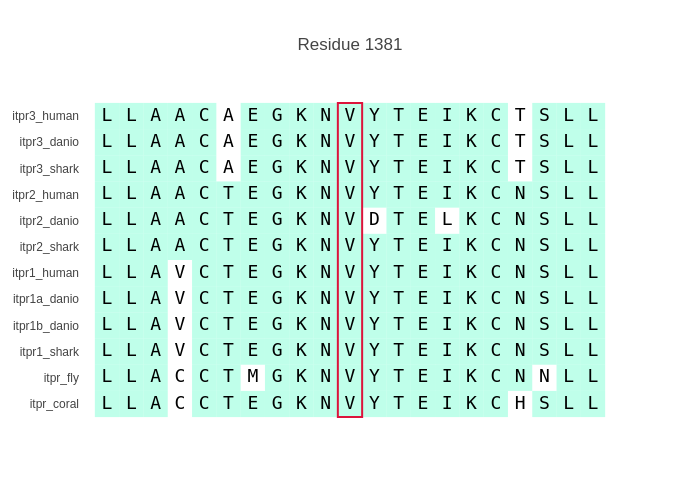 Residue 1381
itpr3_human L L A A C A E G K N V Y T E I K C T S L L
itpr3_danio L L A A C A E G K N V Y T E I K C T S L L
itpr3_shark L L A A C A E G K N V Y T E I K C T S L L
itpr2_human L L A A C T E G K N V Y T E I K C N S L L
itpr2_danio L L A A C T E G K N V D T E L K C N S L L
itpr2_shark L L A A C T E G K N V Y T E I K C N S L L
itpr1_human L L A V C T E G K N V Y T E I K C N S L L
itpr1a_danio L L A V C T E G K N V Y T E I K C N S L L
itpr1b_danio L L A V C T E G K N V Y T E I K C N S L L
itpr1_shark L L A V C T E G K N V Y T E I K C N S L L
itpr_fly L L A C C T M G K N V Y T E I K C N N L L
itpr_coral L L A C C T E G K N V Y T E I K C H S L L